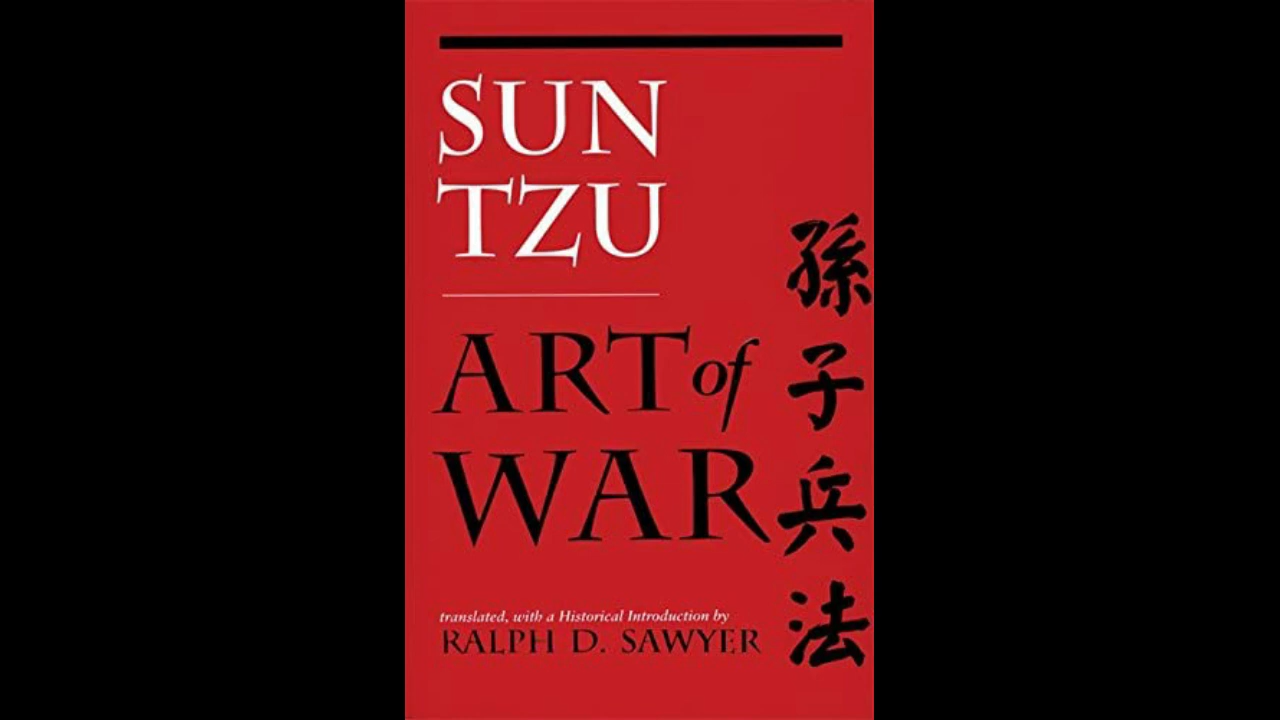 SUN
TZU
ART of
WAR
孫子兵法
translated, with a Historical Introduction by
RALPH D. SAWYER